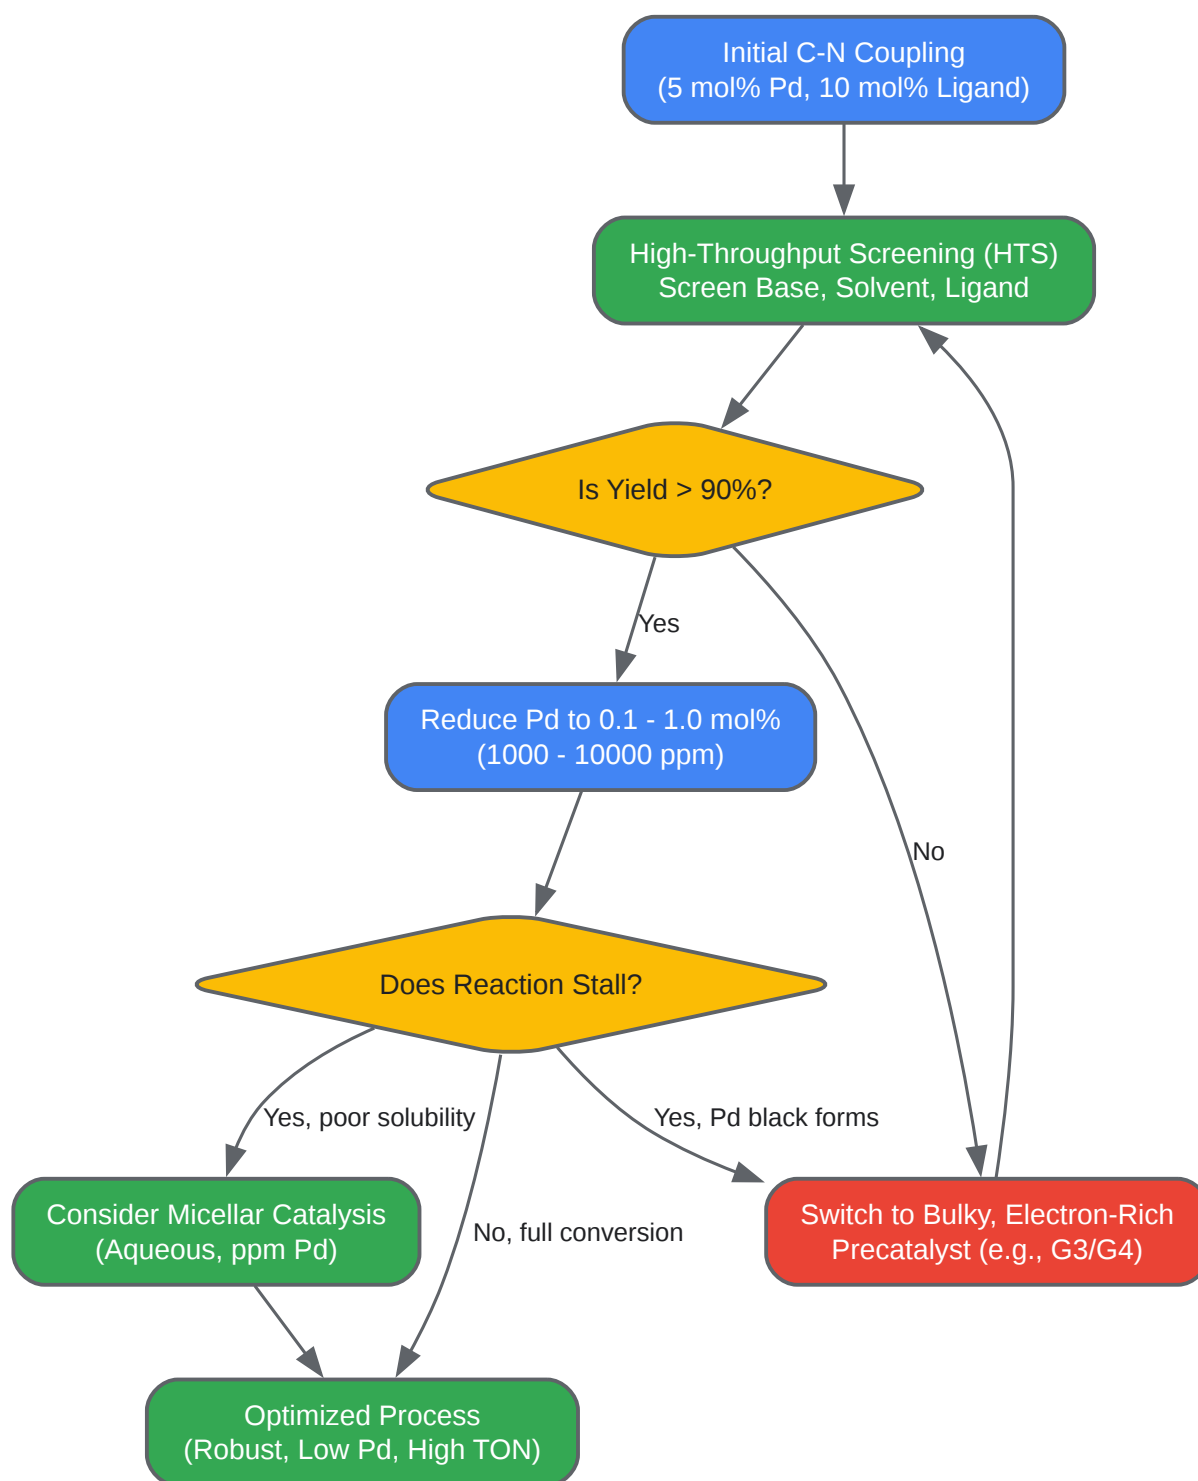 Initial C-N Coupling
(5 mol% Pd, 10 mol% Ligand)
High-Throughput Screening (HTS)
Screen Base, Solvent, Ligand
Is Yield > 90%?
Yes
Reduce Pd to 0.1 - 1.0 mol%
(1000 - 10000 ppm)
No
Does Reaction Stall?
Yes, poor solubility
Yes, Pd black forms
No, full conversion
Consider Micellar Catalysis
(Aqueous, ppm Pd)
Switch to Bulky, Electron-Rich
Precatalyst (e.g., G3/G4)
Optimized Process
(Robust, Low Pd, High TON)